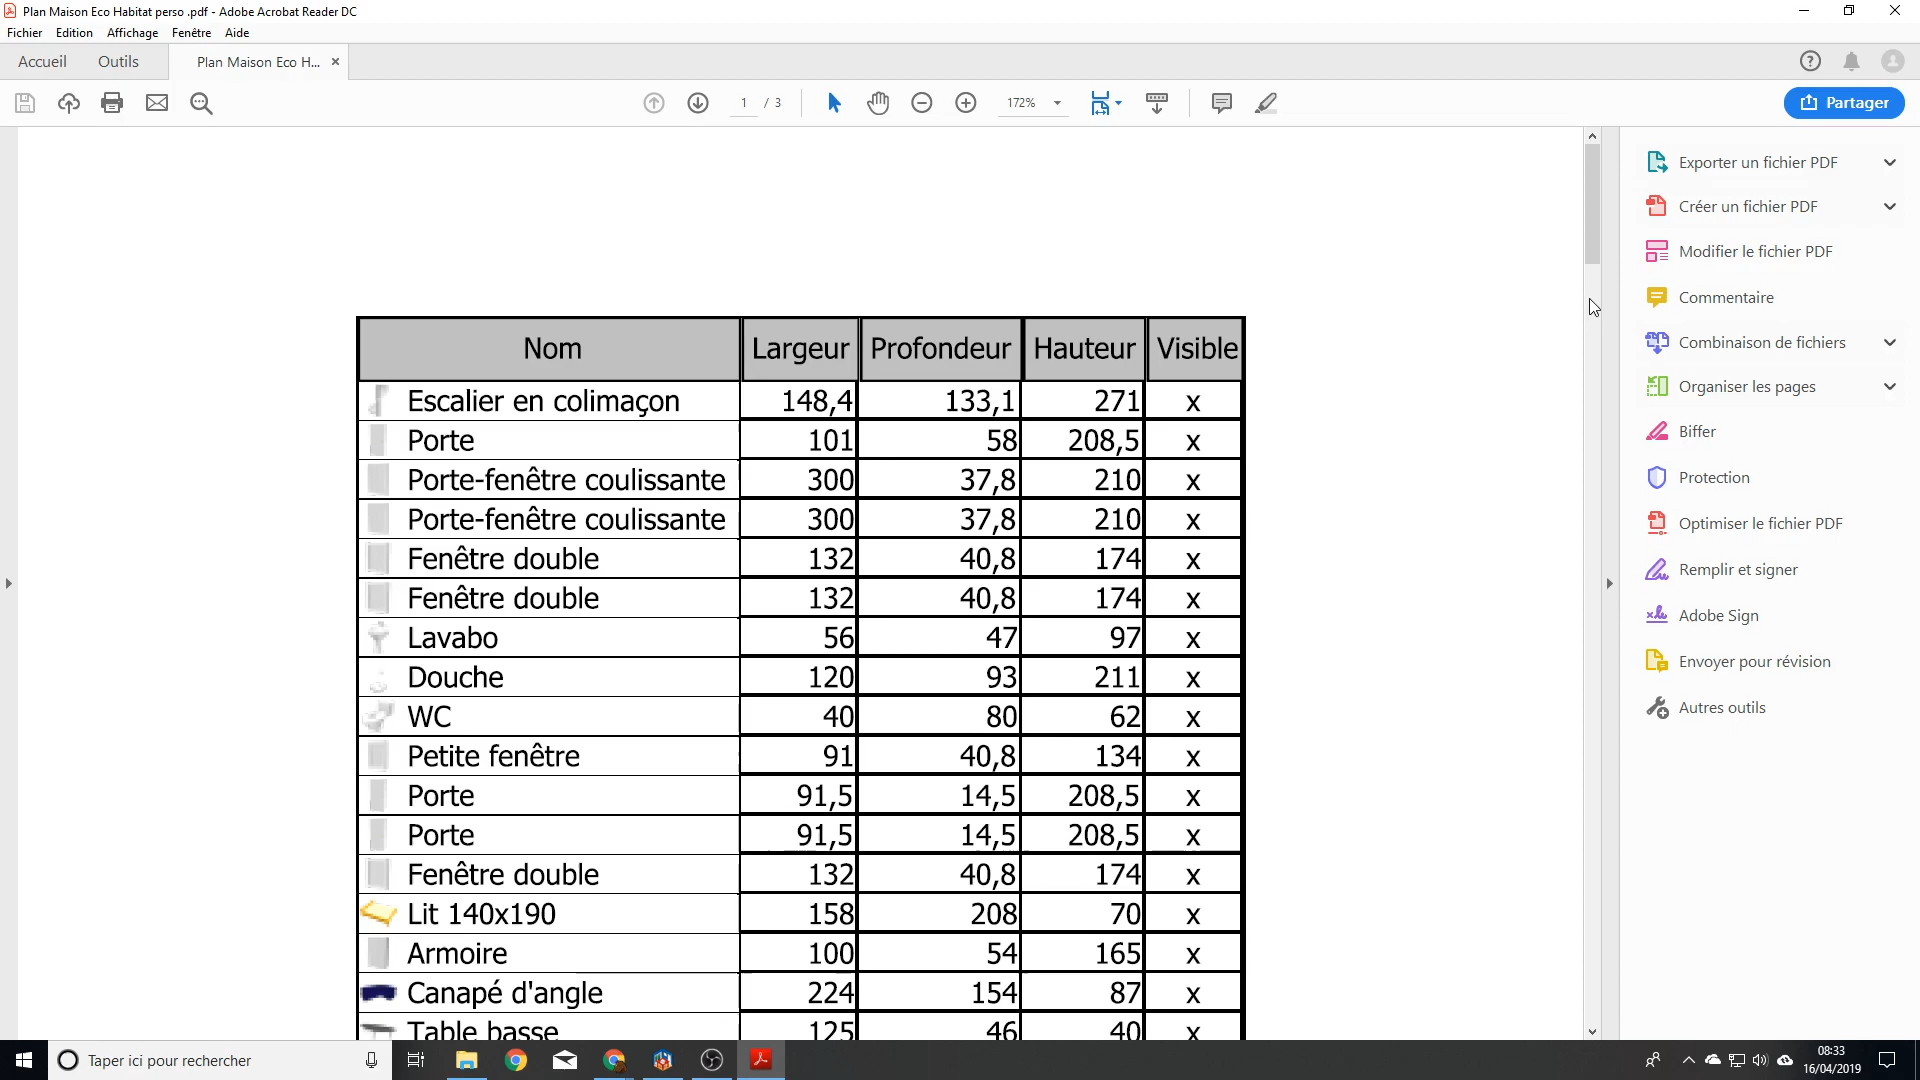 Plan Maison Eco Habitat perso .pdf - Adobe Acrobat Reader DC
Fichier Edition Affichage Fenêtre Aide
Accueil Outils Plan Maison Eco H... ×
1 / 3 172% Partager
Exporter un fichier PDF
Créer un fichier PDF
Modifier le fichier PDF
Commentaire
Combinaison de fichiers
Organiser les pages
Biffer
Protection
Optimiser le fichier PDF
Remplir et signer
Adobe Sign
Envoyer pour révision
Autres outils
Nom Largeur Profondeur Hauteur Visible
Escalier en colimaçon 148,4 133,1 271 x
Porte 101 58 208,5 x
Porte-fenêtre coulissante 300 37,8 210 x
Porte-fenêtre coulissante 300 37,8 210 x
Fenêtre double 132 40,8 174 x
Fenêtre double 132 40,8 174 x
Lavabo 56 47 97 x
Douche 120 93 211 x
WC 40 80 62 x
Petite fenêtre 91 40,8 134 x
Porte 91,5 14,5 208,5 x
Porte 91,5 14,5 208,5 x
Fenêtre double 132 40,8 174 x
Lit 140x190 158 208 70 x
Armoire 100 54 165 x
Canapé d'angle 224 154 87 x
Table basse 125 46 40 x
Taper ici pour rechercher
08:33
16/04/2019